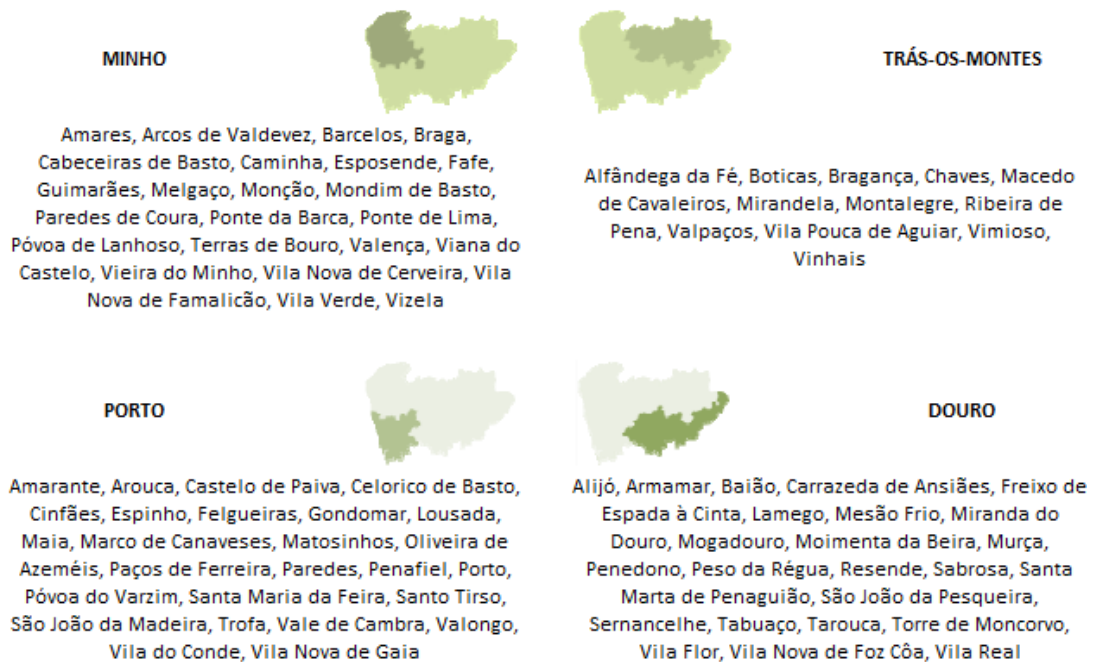 MINHO
Amares, Arcos de Valdevez, Barcelos, Braga,
Cabeceiras de Basto, Caminha, Esposende, Fafe,
Guimarães, Melgaço, Monção, Mondim de Basto,
Paredes de Coura, Ponte da Barca, Ponte de Lima,
Póvoa de Lanhoso, Terras de Bouro, Valença, Viana do
Castelo, Vieira do Minho, Vila Nova de Cerveira, Vila
Nova de Famalicão, Vila Verde, Vizela
TRÁS-OS-MONTES
Alfândega da Fé, Boticas, Bragança, Chaves, Macedo
de Cavaleiros, Mirandela, Montalegre, Ribeira de
Pena, Valpaços, Vila Pouca de Aguiar, Vimioso,
Vinhais
PORTO
Amarante, Arouca, Castelo de Paiva, Celorico de Basto,
Cinfães, Espinho, Felgueiras, Gondomar, Lousada,
Maia, Marco de Canaveses, Matosinhos, Oliveira de
Azeméis, Paços de Ferreira, Paredes, Penafiel, Porto,
Póvoa do Varzim, Santa Maria da Feira, Santo Tirso,
São João da Madeira, Trofa, Vale de Cambra, Valongo,
Vila do Conde, Vila Nova de Gaia
DOURO
Alijó, Armamar, Baião, Carrazeda de Ansiães, Freixo de
Espada à Cinta, Lamego, Mesão Frio, Miranda do
Douro, Mogadouro, Moimenta da Beira, Murça,
Penedono, Peso da Régua, Resende, Sabrosa, Santa
Marta de Penaguião, São João da Pesqueira,
Sernancelhe, Tabuaço, Tarouca, Torre de Moncorvo,
Vila Flor, Vila Nova de Foz Côa, Vila Real